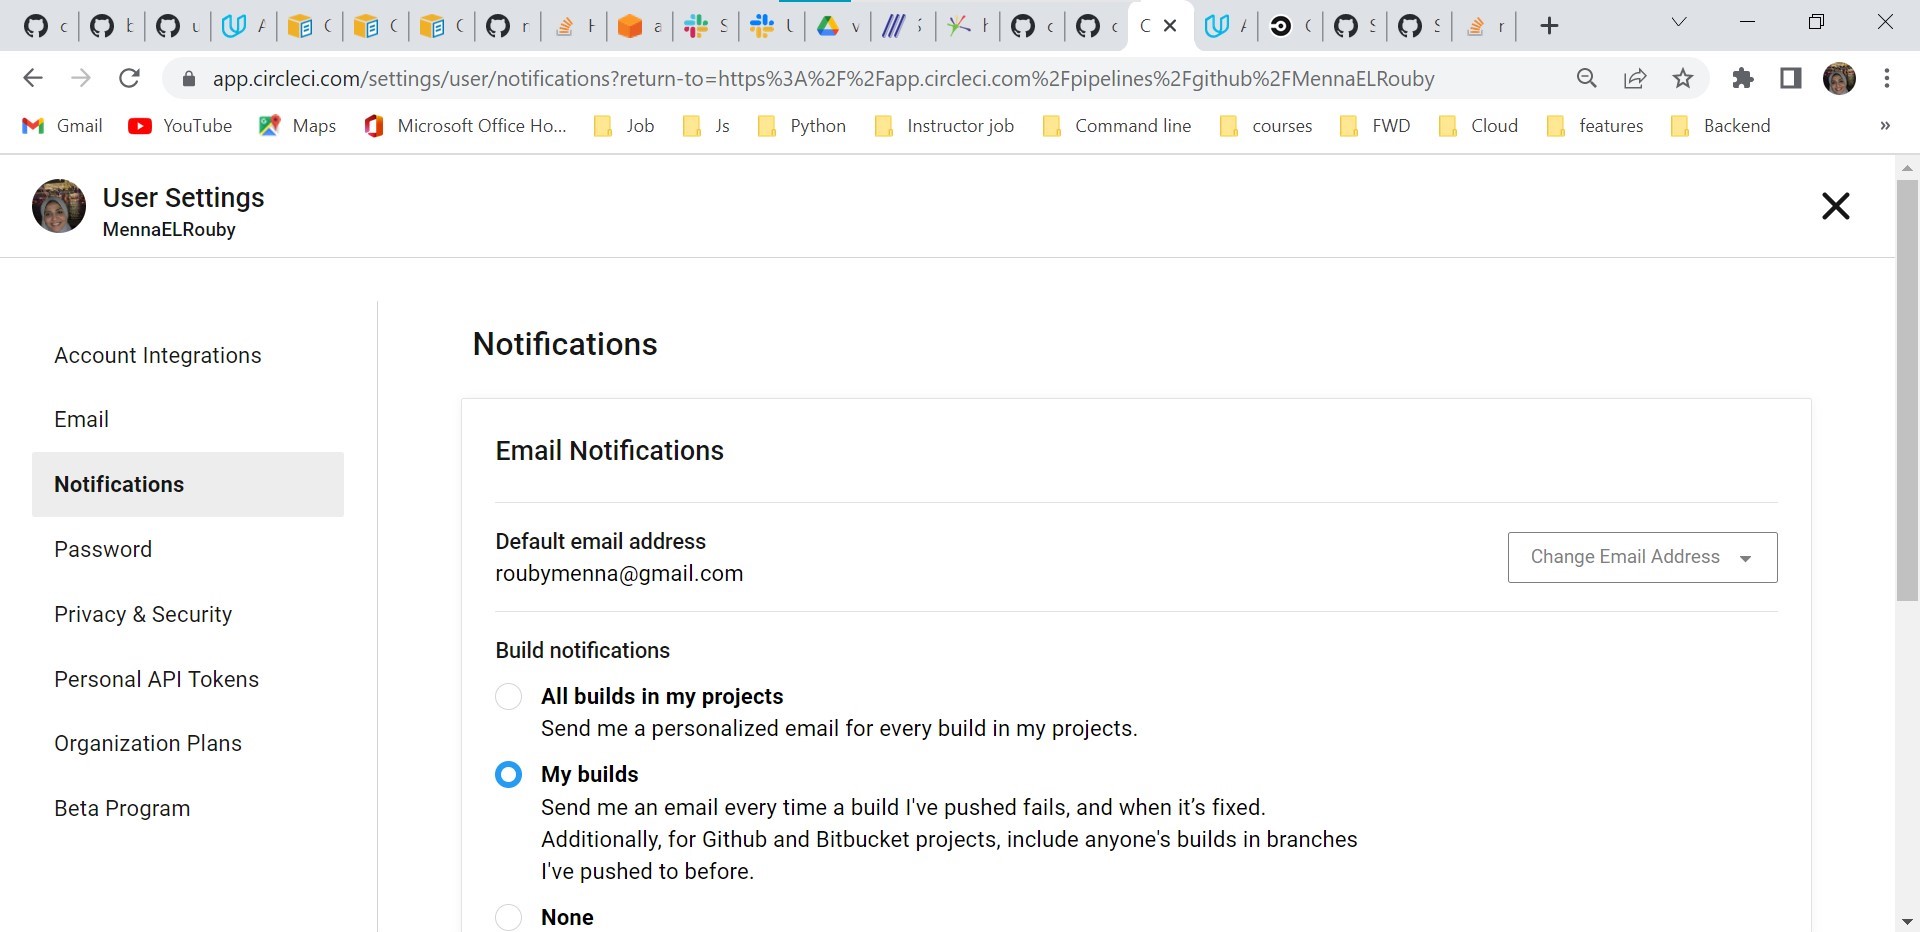 app.circleci.com/settings/user/notifications?return-to=https%3A%2F%2Fapp.circleci.com%2Fpipelines%2Fgithub%2FMennaELRouby
Gmail YouTube Maps Microsoft Office Ho... Job Js Python Instructor job Command line courses FWD Cloud features Backend »
User Settings
MennaELRouby
Account Integrations
Email
Notifications
Password
Privacy & Security
Personal API Tokens
Organization Plans
Beta Program
Notifications
Email Notifications
Default email address
roubymenna@gmail.com
Change Email Address
Build notifications
All builds in my projects
Send me a personalized email for every build in my projects.
My builds
Send me an email every time a build I've pushed fails, and when it’s fixed.
Additionally, for Github and Bitbucket projects, include anyone's builds in branches
I've pushed to before.
None